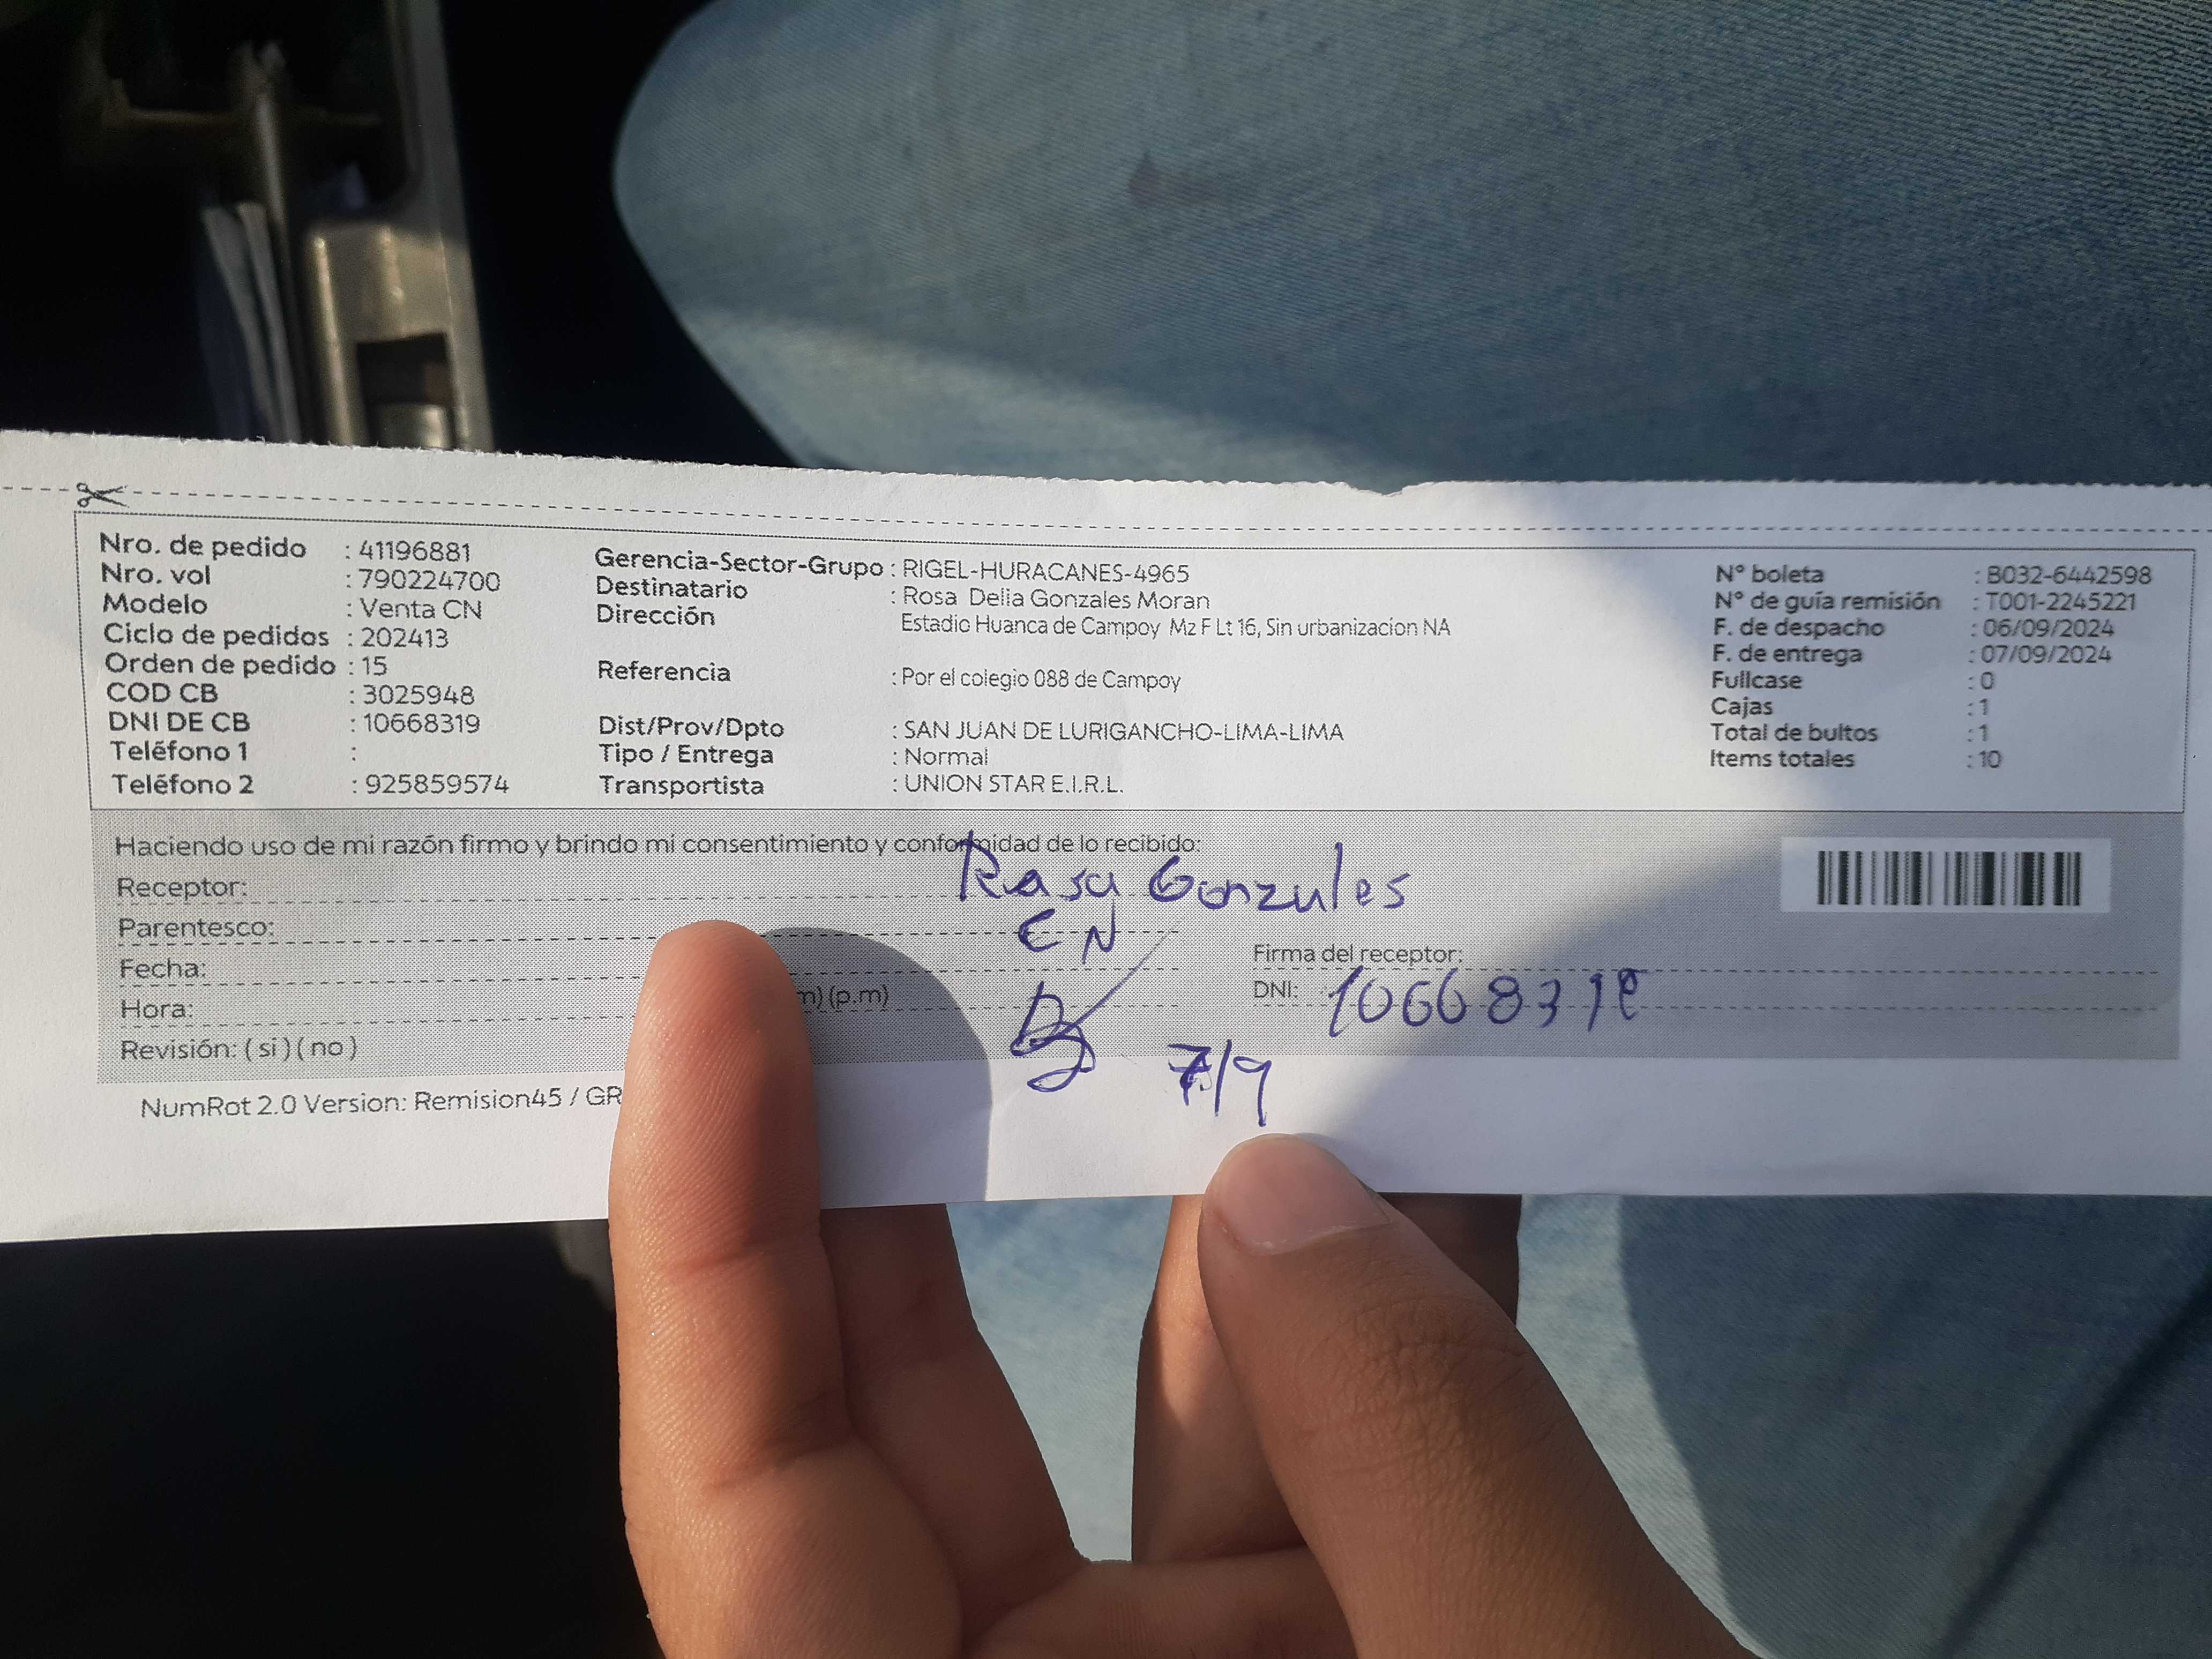 Nro. de pedido : 41196881
Nro. vol : 790224700
Modelo : Venta CN
Ciclo de pedidos : 202413
Orden de pedido : 15
COD CB : 3025948
DNI DE CB : 10668319
Teléfono 1 :
Teléfono 2 : 925859574
Gerencia-Sector-Grupo : RIGEL-HURACANES-4965
Destinatario : Rosa Delia Gonzales Moran
Dirección Estadio Huanca de Campoy Mz F Lt 16, Sin urbanizacion NA
Referencia : Por el colegio 088 de Campoy
Dist/Prov/Dpto : SAN JUAN DE LURIGANCHO-LIMA-LIMA
Tipo / Entrega : Normal
Transportista : UNION STAR E.I.R.L.
N° boleta : B032-6442598
N° de guía remisión : T001-2245221
F. de despacho : 06/09/2024
F. de entrega : 07/09/2024
Fullcase : 0
Cajas : 1
Total de bultos : 1
Items totales : 10
Haciendo uso de mi razón firmo y brindo mi consentimiento y conformidad de lo recibido:
Receptor: Rosa Gonzales
Parentesco: CN
Fecha:
Hora: m) (p.m)
Revisión: ( si ) ( no )
7/9
Firma del receptor:
DNI: 10668319
NumRot 2.0 Version: Remision45 / GR